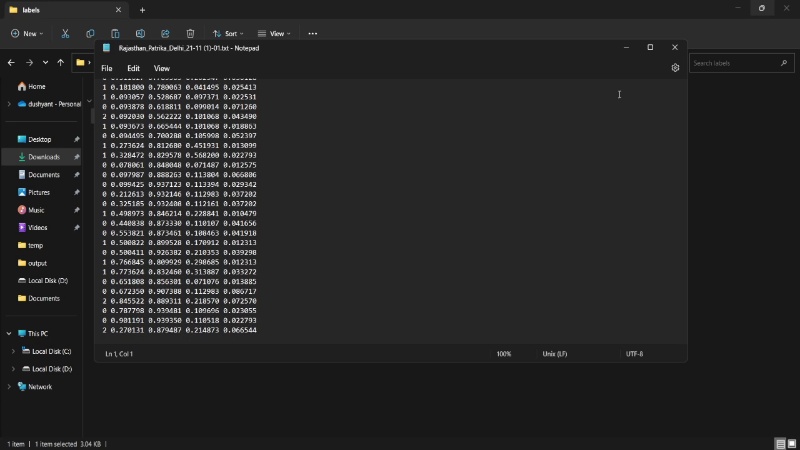 labels
New
Sort
View
Rajasthan_Patrika_Delhi_21-11 (1)-01.txt - Notepad
File Edit View
Search labels
Home
dushyant - Personal
Desktop
Downloads
Documents
Pictures
Music
Videos
temp
output
Local Disk (D:)
Documents
This PC
Local Disk (C:)
Local Disk (D:)
Network
1 0.181800 0.780063 0.041495 0.025413
1 0.093057 0.528687 0.097371 0.022531
0 0.093878 0.618811 0.099014 0.071260
2 0.092030 0.562222 0.101068 0.043490
1 0.093673 0.665444 0.101068 0.018863
0 0.094495 0.700288 0.105998 0.052397
1 0.273624 0.812680 0.451931 0.013099
1 0.328472 0.829578 0.568200 0.022793
0 0.078061 0.848048 0.071487 0.012575
0 0.097987 0.888263 0.113804 0.066806
0 0.099425 0.937123 0.113394 0.029342
0 0.212613 0.932146 0.112983 0.037202
0 0.325185 0.932408 0.112161 0.037202
1 0.498973 0.846214 0.228841 0.010479
0 0.440838 0.873330 0.110107 0.041656
0 0.553821 0.873461 0.108463 0.041918
1 0.500822 0.899528 0.170912 0.012313
0 0.500411 0.926382 0.210353 0.039298
1 0.766845 0.809929 0.298685 0.012313
1 0.773624 0.832460 0.313887 0.033272
0 0.651808 0.856301 0.071076 0.013885
0 0.672350 0.907388 0.112983 0.086717
2 0.845522 0.889311 0.218570 0.072570
0 0.787798 0.939481 0.109696 0.023055
0 0.901191 0.939350 0.110518 0.022793
2 0.270131 0.879487 0.214873 0.066544
Ln 1, Col 1
100%
Unix (LF)
UTF-8
1 item 1 item selected 3.04 KB